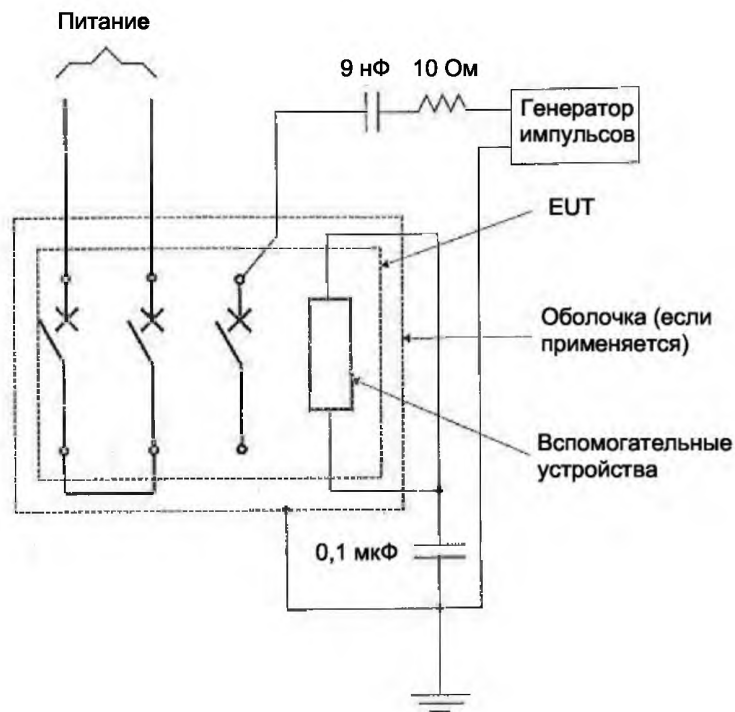 Питание
9 нФ 10 Ом
Генератор
импульсов
EUT
Оболочка (если
применяется)
Вспомогательные
устройства
0,1 мкФ